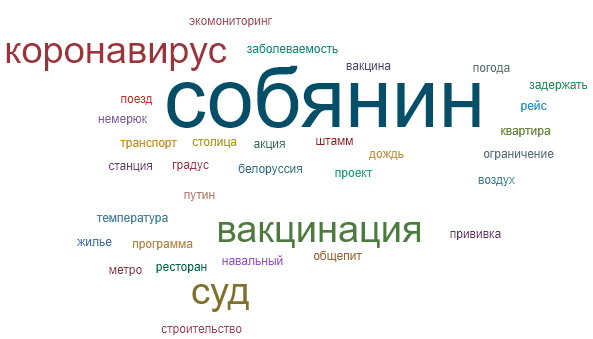 экомониторинг
коронавирус
заболеваемость
вакцина
погода
собянин
задержать
поезд
рейс
немерюк
квартира
транспорт
столица
акция
штамм
дождь
ограничение
станция
градус
белоруссия
проект
воздух
путин
температура
вакцинация
прививка
жилье
программа
навальный
общепит
метро
ресторан
суд
строительство